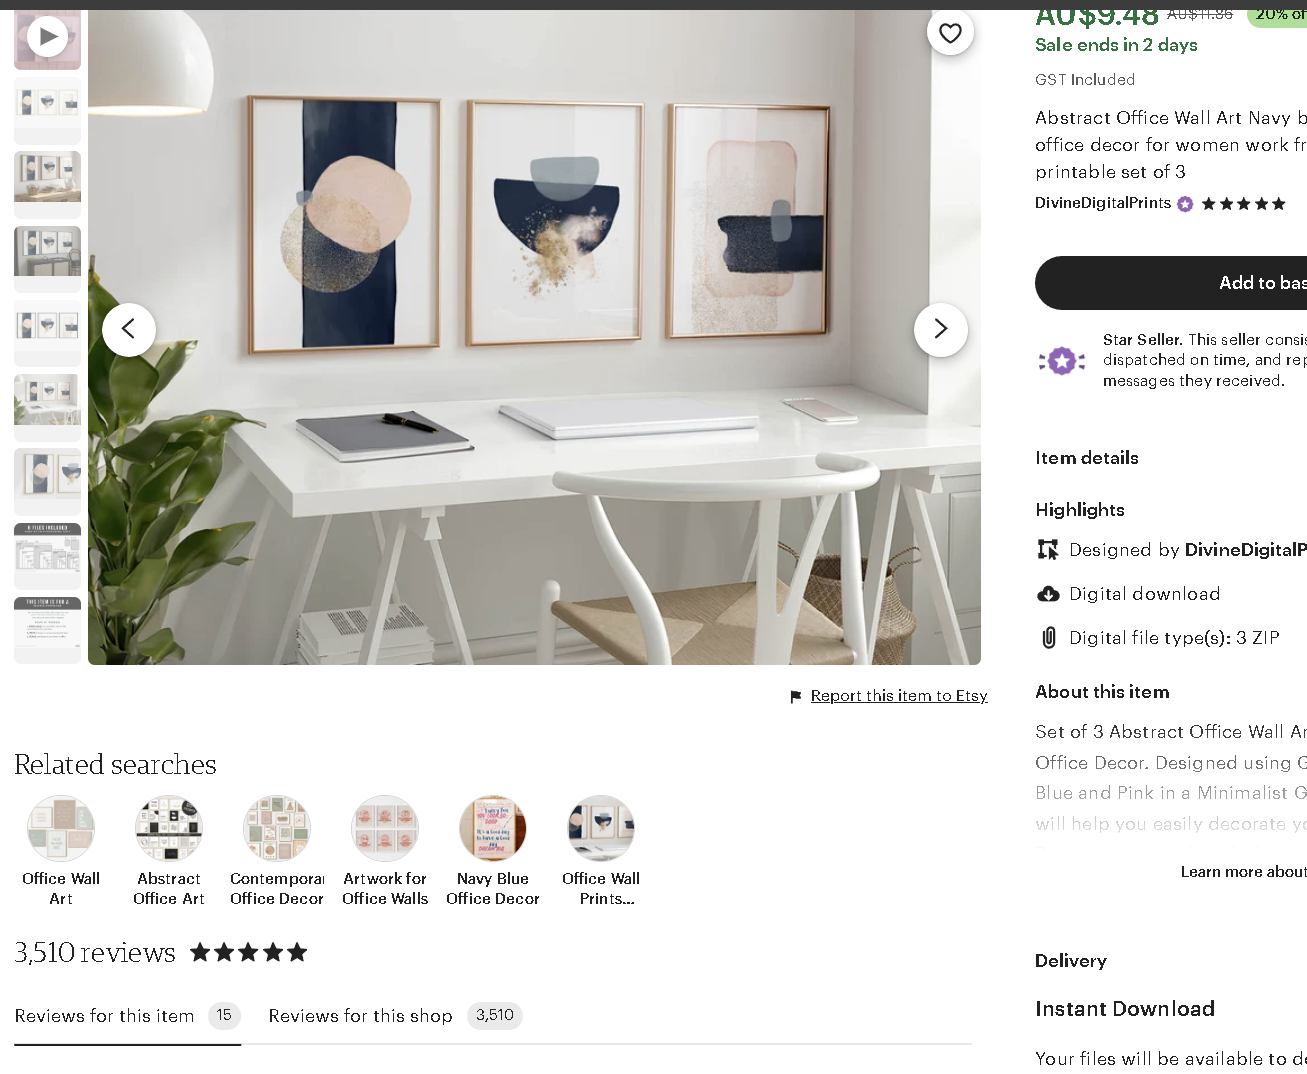 AU$9.48 AU$11.86 20% of
Sale ends in 2 days
GST Included
Abstract Office Wall Art Navy b
office decor for women work fr
printable set of 3
DivineDigitalPrints
Add to bas
Star Seller. This seller consis
dispatched on time, and rep
messages they received.
Item details
Highlights
Designed by DivineDigitalP
Digital download
Digital file type(s): 3 ZIP
About this item
Set of 3 Abstract Office Wall Ar
Office Decor. Designed using G
Blue and Pink in a Minimalist G
will help you easily decorate yo
Learn more about
Delivery
Instant Download
Your files will be available to do
Report this item to Etsy
Related searches
Office Wall
Art
Abstract
Office Art
Contemporar
Office Decor
Artwork for
Office Walls
Navy Blue
Office Decor
Office Wall
Prints...
3,510 reviews
Reviews for this item 15
Reviews for this shop 3,510